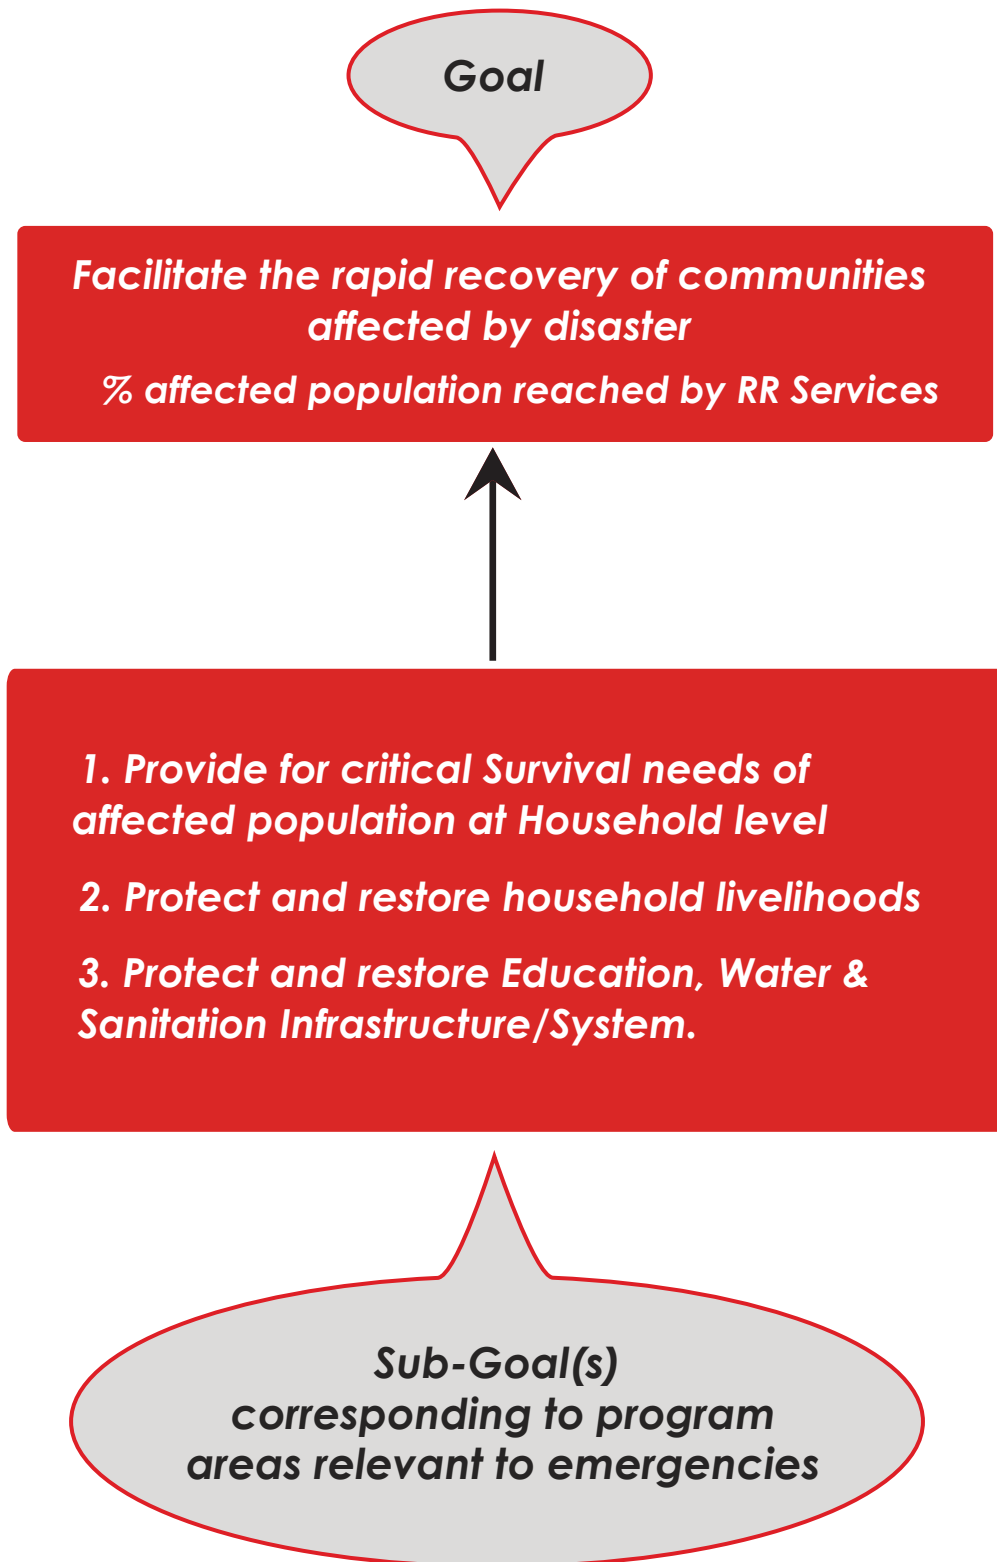 Goal
Facilitate the rapid recovery of communities
affected by disaster
% affected population reached by RR Services
1. Provide for critical Survival needs of
affected population at Household level
2. Protect and restore household livelihoods
3. Protect and restore Education, Water &
Sanitation Infrastructure/System.
Sub-Goal(s)
corresponding to program
areas relevant to emergencies